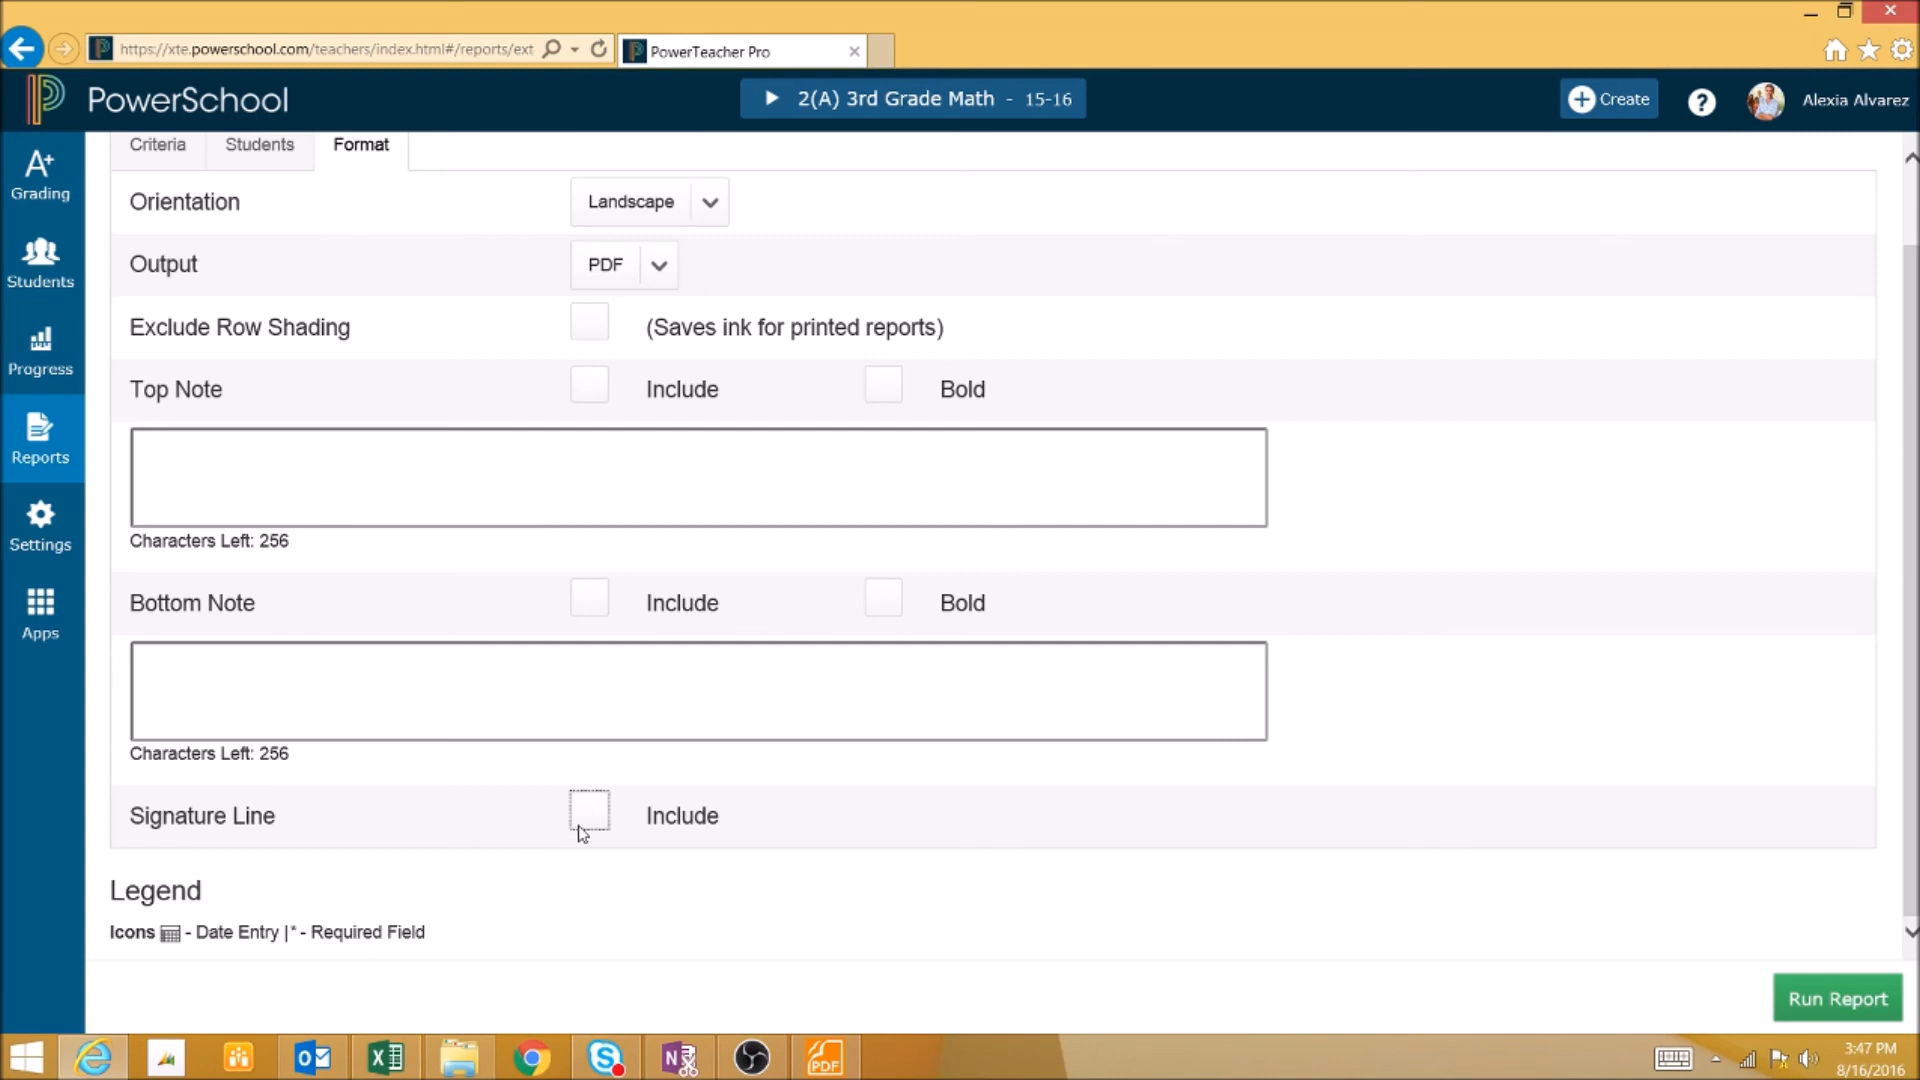 https://xte.powerschool.com/teachers/index.html#/reports/ext
PowerTeacher Pro
PowerSchool
2(A) 3rd Grade Math - 15-16
Create
?
Alexia Alvarez
A+
Grading
Students
Progress
Reports
Settings
Apps
Criteria
Students
Format
Orientation
Landscape
Output
PDF
Exclude Row Shading
(Saves ink for printed reports)
Top Note
Include
Bold
Characters Left: 256
Bottom Note
Include
Bold
Characters Left: 256
Signature Line
Include
Legend
Icons - Date Entry |* - Required Field
Run Report
PDF
3:47 PM
8/16/2016